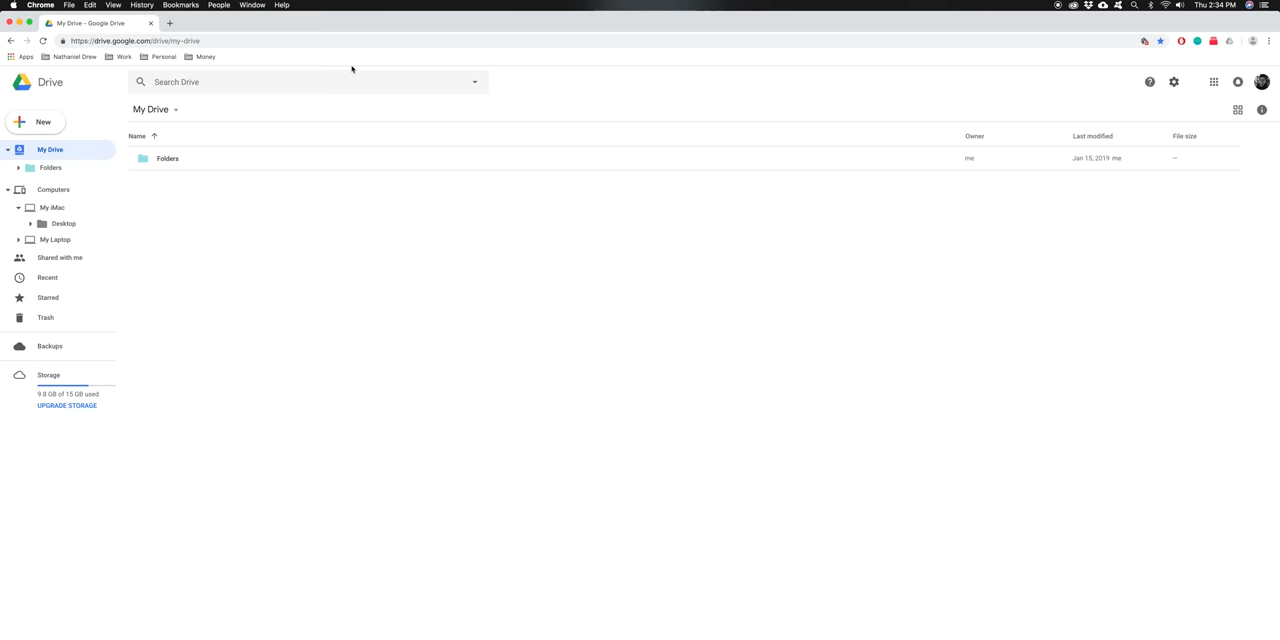 Chrome File Edit View History Bookmarks People Window Help Thu 2:34 PM
My Drive - Google Drive
https://drive.google.com/drive/my-drive
Apps Nathaniel Drew Work Personal Money
Drive Search Drive
New My Drive
Name Owner Last modified File size
My Drive
Folders me Jan 15, 2019 me —
Folders
Computers
My iMac
Desktop
My Laptop
Shared with me
Recent
Starred
Trash
Backups
Storage
9.8 GB of 15 GB used
UPGRADE STORAGE